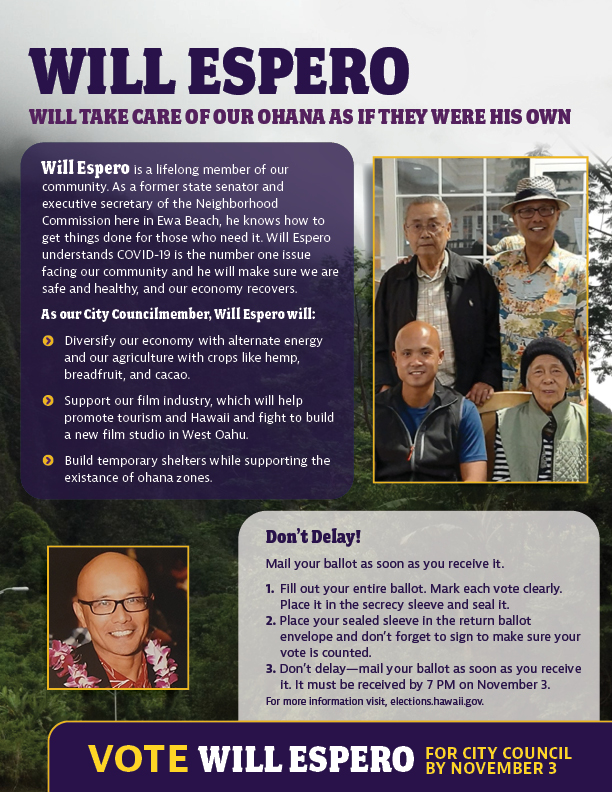 WILL ESPERO
WILL TAKE CARE OF OUR OHANA AS IF THEY WERE HIS OWN
Will Espero is a lifelong member of our
community. As a former state senator and
executive secretary of the Neighborhood
Commission here in Ewa Beach, he knows how to
get things done for those who need it. Will Espero
understands COVID-19 is the number one issue
facing our community and he will make sure we are
safe and healthy, and our economy recovers.
As our City Councilmember, Will Espero will:
Diversify our economy with alternate energy
and our agriculture with crops like hemp,
breadfruit, and cacao.
Support our film industry, which will help
promote tourism and Hawaii and fight to build
a new film studio in West Oahu.
Build temporary shelters while supporting the
existance of ohana zones.
Don't Delay!
Mail your ballot as soon as you receive it.
1. Fill out your entire ballot. Mark each vote clearly.
Place it in the secrecy sleeve and seal it.
2. Place your sealed sleeve in the return ballot
envelope and don't forget to sign to make sure your
vote is counted.
3. Don't delay—mail your ballot as soon as you receive
it. It must be received by 7 PM on November 3.
For more information visit, elections.hawaii.gov.
VOTE WILL ESPERO FOR CITY COUNCIL
BY NOVEMBER 3